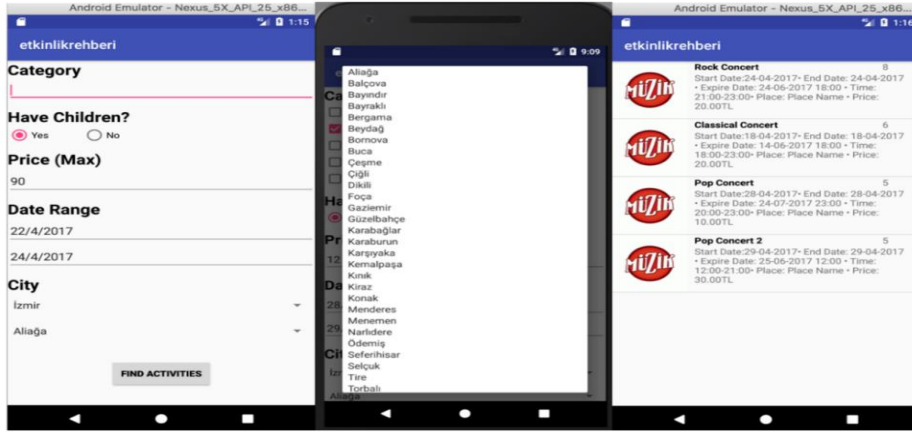 Android Emulator - Nexus_5X_API_25_x86...
1:15
etkinlikrehberi
Category
Have Children?
Yes No
Price (Max)
90
Date Range
22/4/2017
24/4/2017
City
İzmir
Aliağa
FIND ACTIVITIES
9:09
Aliağa
Balçova
Bayındır
Bayraklı
Bergama
Beydağ
Bornova
Buca
Çeşme
Çiğli
Dikili
Foça
Gaziemir
Güzelbahçe
Karabağlar
Karaburun
Karşıyaka
Kemalpaşa
Kınık
Kiraz
Konak
Menderes
Menemen
Narlıdere
Ödemiş
Seferihisar
Selçuk
Tire
Torbalı
Aliağa
Android Emulator - Nexus_5X_API_25_x86...
1:16
etkinlikrehberi
MÜZİK
Rock Concert 8
Start Date:24-04-2017• End Date: 24-04-2017
• Expire Date: 24-06-2017 18:00 • Time:
21:00-23:00• Place: Place Name • Price:
20.00TL
MÜZİK
Classical Concert 6
Start Date:18-04-2017• End Date: 18-04-2017
• Expire Date: 14-06-2017 18:00 • Time:
18:00-23:00• Place: Place Name • Price:
20.00TL
MÜZİK
Pop Concert 5
Start Date:28-04-2017• End Date: 28-04-2017
• Expire Date: 24-07-2017 23:00 • Time:
20:00-23:00• Place: Place Name • Price:
10.00TL
MÜZİK
Pop Concert 2 5
Start Date:29-04-2017• End Date: 29-04-2017
• Expire Date: 25-06-2017 12:00 • Time:
12:00-21:00• Place: Place Name • Price:
30.00TL